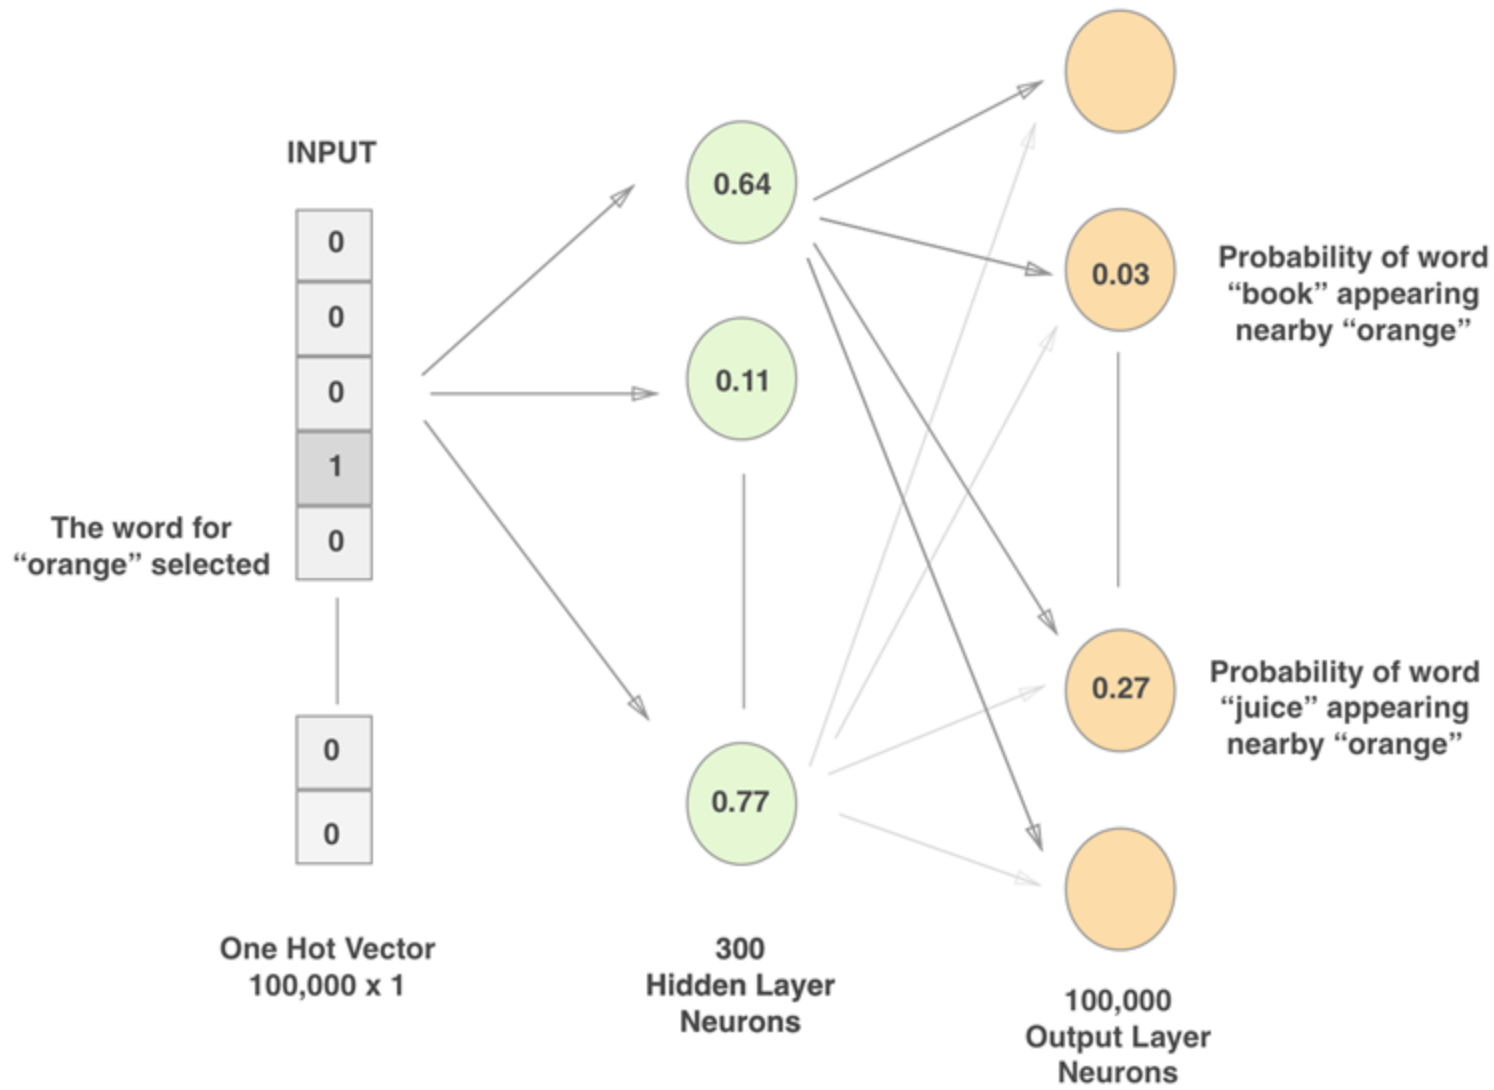 INPUT
0
0
0
1
0
0
0
The word for
“orange” selected
One Hot Vector
100,000 x 1
0.64
0.11
0.77
300
Hidden Layer
Neurons
0.03
0.27
Probability of word
“book” appearing
nearby “orange”
Probability of word
“juice” appearing
nearby “orange”
100,000
Output Layer
Neurons